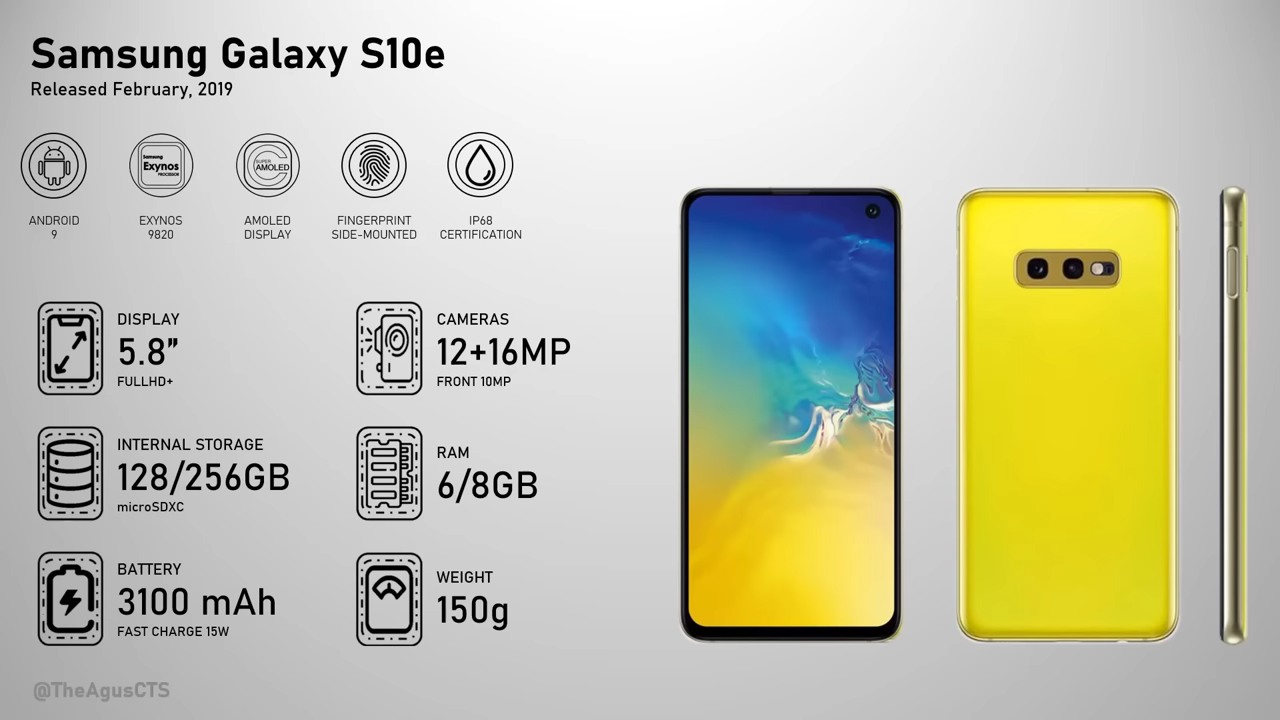 Samsung Galaxy S10e
Released February, 2019
Samsung
Exynos
PROCESSOR
SUPER
AMOLED
ANDROID
9
EXYNOS
9820
AMOLED
DISPLAY
FINGERPRINT
SIDE-MOUNTED
IP68
CERTIFICATION
DISPLAY
5.8”
FULLHD+
CAMERAS
12+16MP
FRONT 10MP
INTERNAL STORAGE
128/256GB
microSDXC
RAM
6/8GB
BATTERY
3100 mAh
FAST CHARGE 15W
WEIGHT
150g
@TheAgusCTS